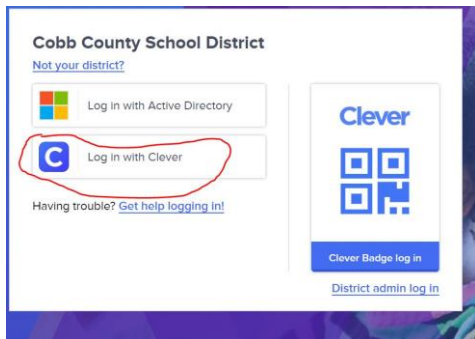 Cobb County School District
Not your district?
Log in with Active Directory
C
Log in with Clever
Having trouble? Get help logging in!
Clever
Clever Badge log in
District admin log in